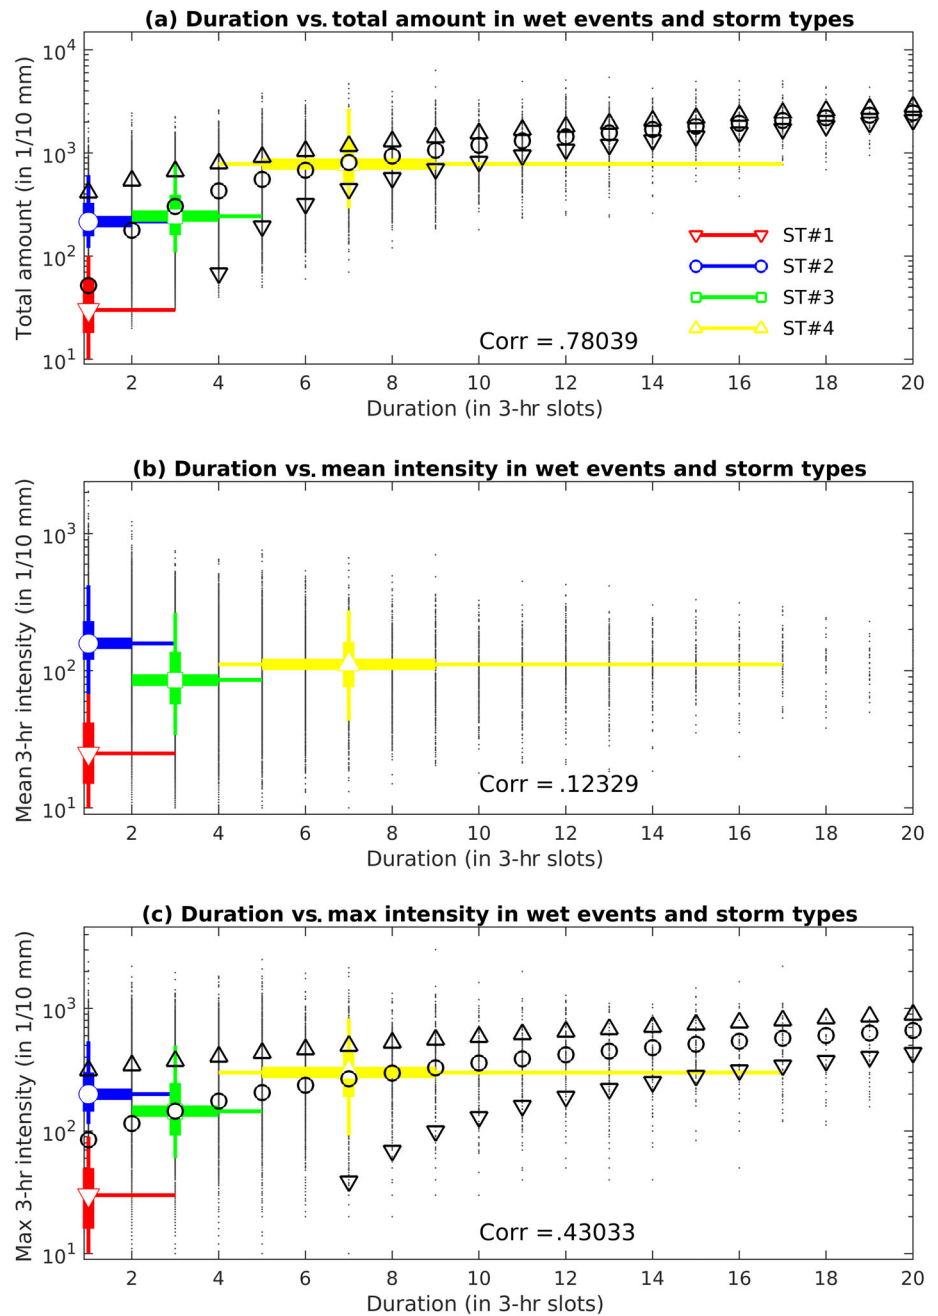 (a) Duration vs. total amount in wet events and storm types
Total amount (in 1/10 mm)
10^4
10^3
10^2
10^1
ST#1
ST#2
ST#3
ST#4
Corr = .78039
2 4 6 8 10 12 14 16 18 20
Duration (in 3-hr slots)
(b) Duration vs. mean intensity in wet events and storm types
Mean 3-hr intensity (in 1/10 mm)
10^3
10^2
10^1
Corr = .12329
2 4 6 8 10 12 14 16 18 20
Duration (in 3-hr slots)
(c) Duration vs. max intensity in wet events and storm types
Max 3-hr intensity (in 1/10 mm)
10^3
10^2
10^1
Corr = .43033
2 4 6 8 10 12 14 16 18 20
Duration (in 3-hr slots)